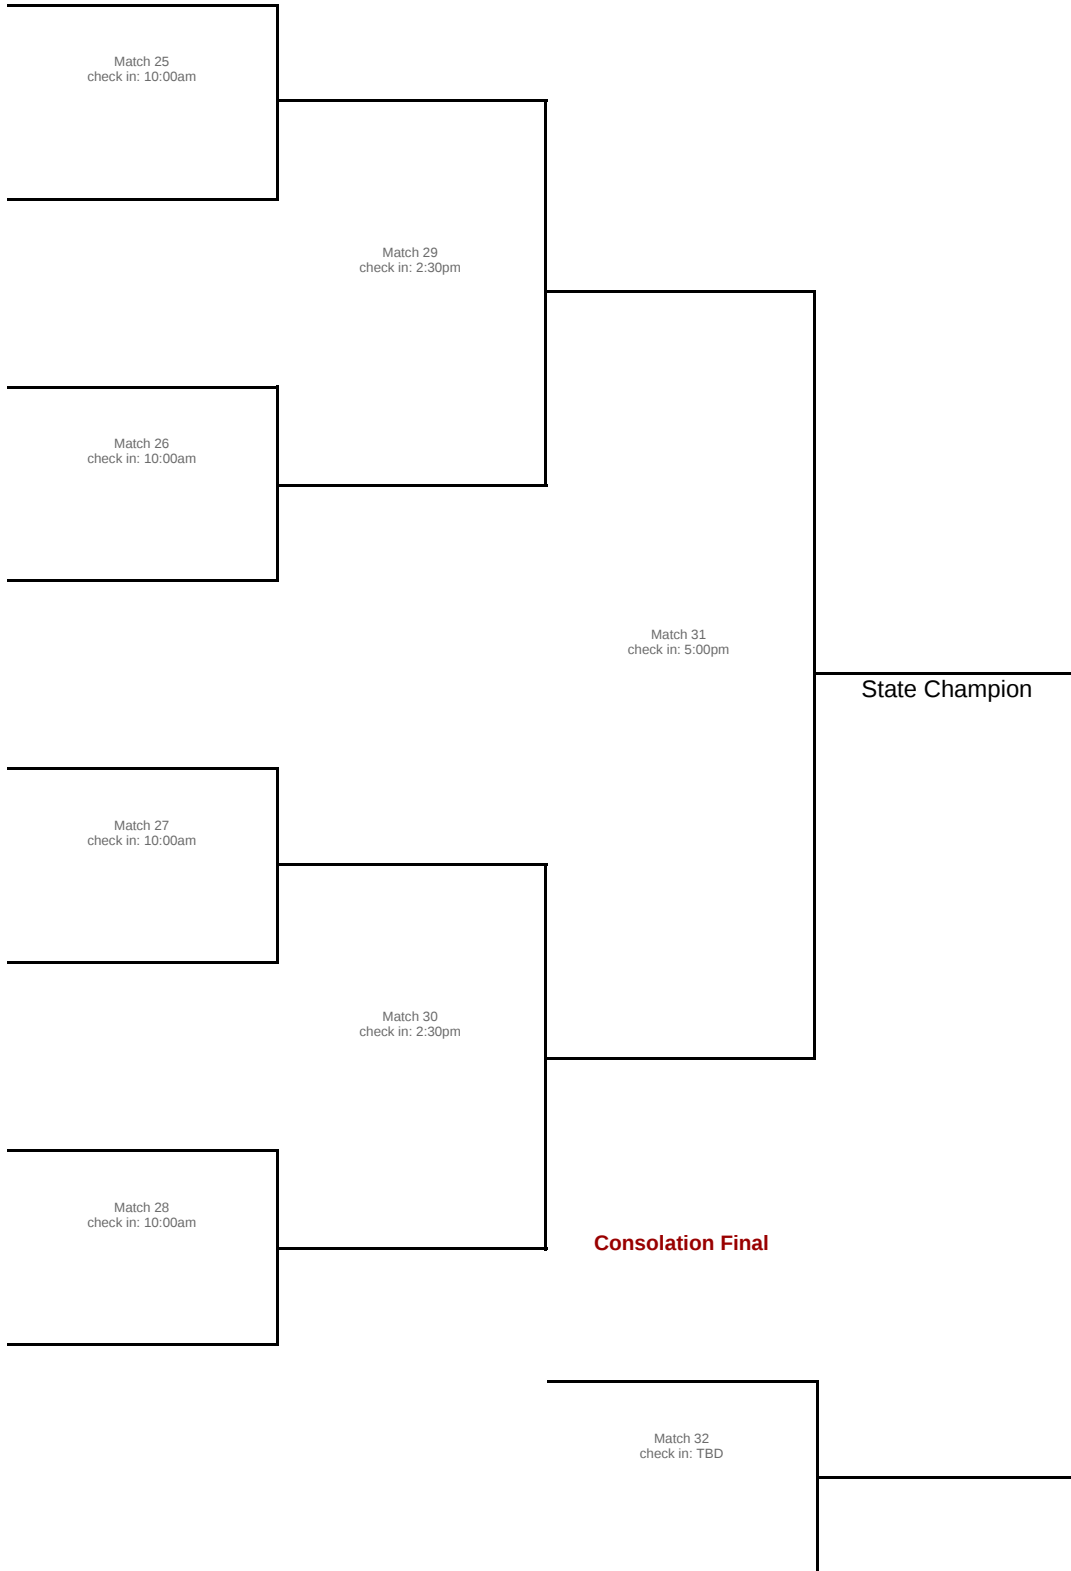 Match 25
check in: 10:00am
Match 29
check in: 2:30pm
Match 26
check in: 10:00am
Match 31
check in: 5:00pm
State Champion
Match 27
check in: 10:00am
Match 30
check in: 2:30pm
Match 28
check in: 10:00am
Consolation Final
Match 32
check in: TBD